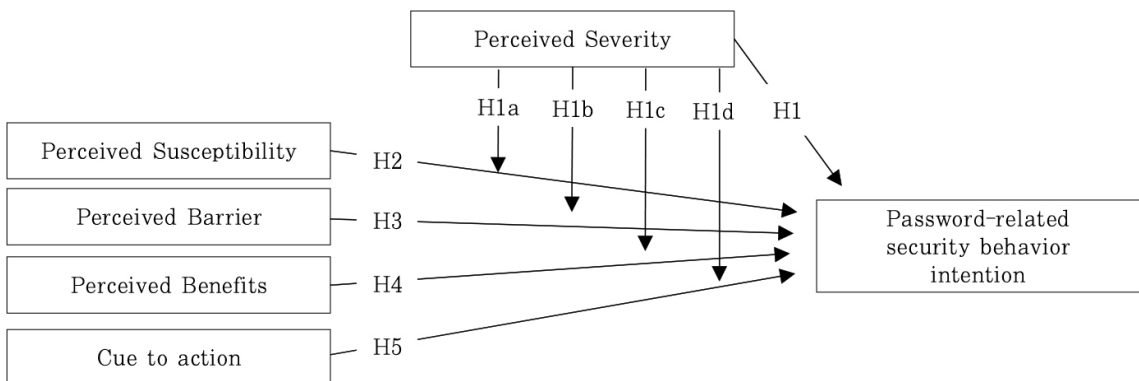 Perceived Severity
H1a
H1b
H1c
H1d
H1
Perceived Susceptibility
H2
Perceived Barrier
H3
Password-related
security behavior
intention
Perceived Benefits
H4
Cue to action
H5